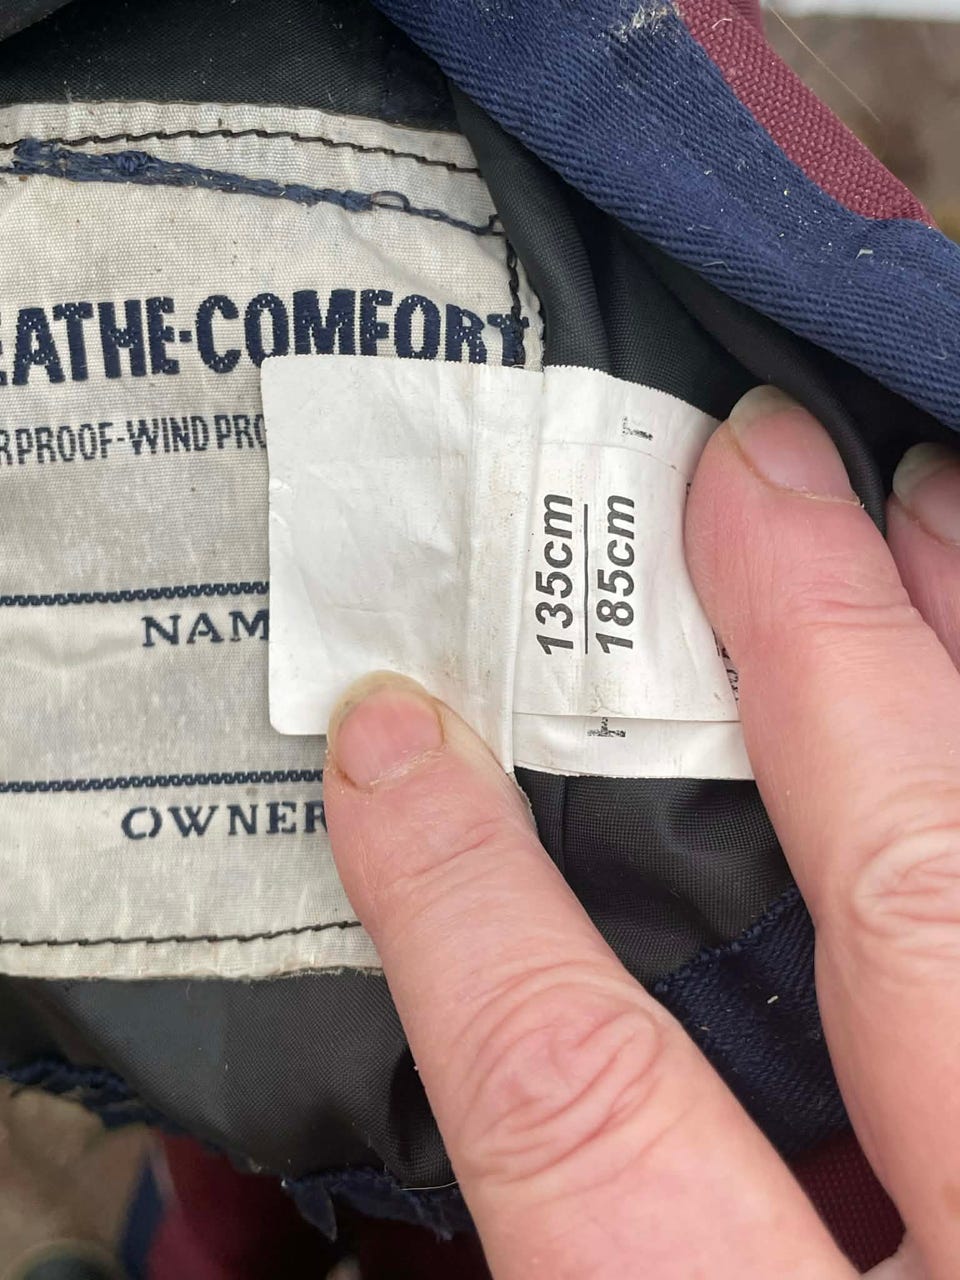 EATHE-COMFORT
RPROOF-WIND PRO
135cm
185cm
NAM
OWNER